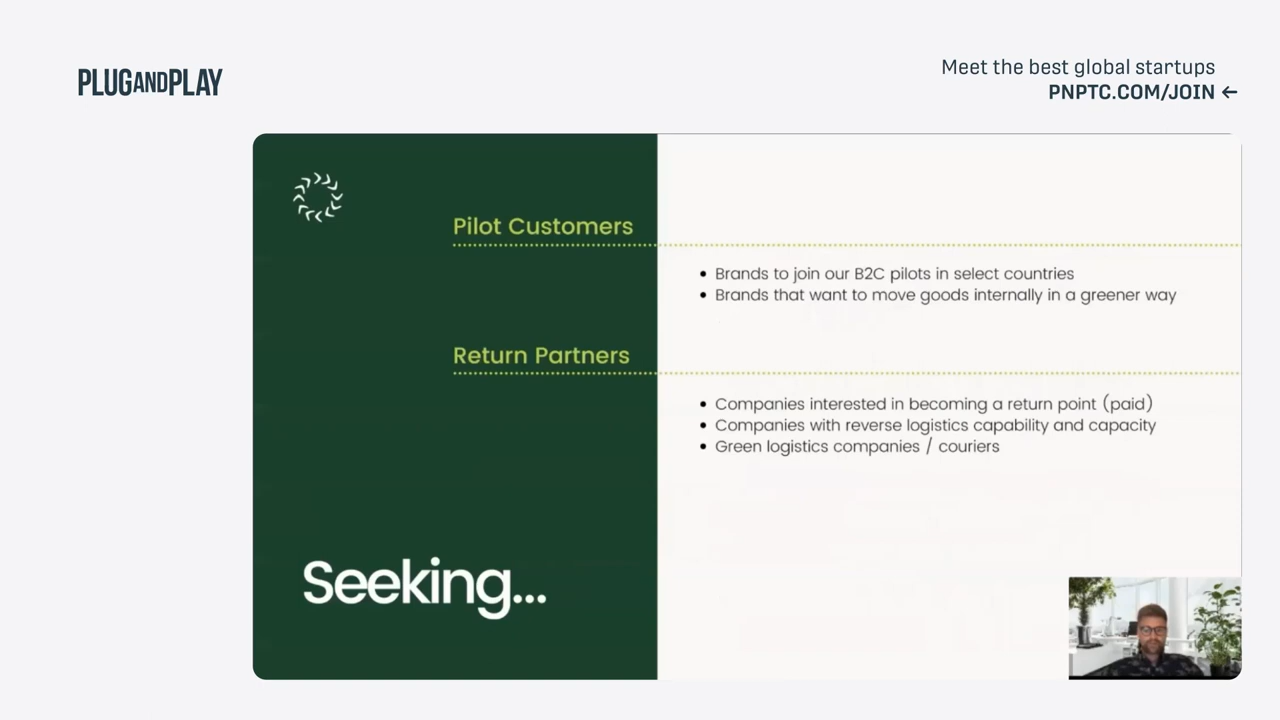 PLUGANDPLAY
Meet the best global startups
PNPTC.COM/JOIN ←
Pilot Customers
• Brands to join our B2C pilots in select countries
• Brands that want to move goods internally in a greener way
Return Partners
• Companies interested in becoming a return point (paid)
• Companies with reverse logistics capability and capacity
• Green logistics companies / couriers
Seeking...